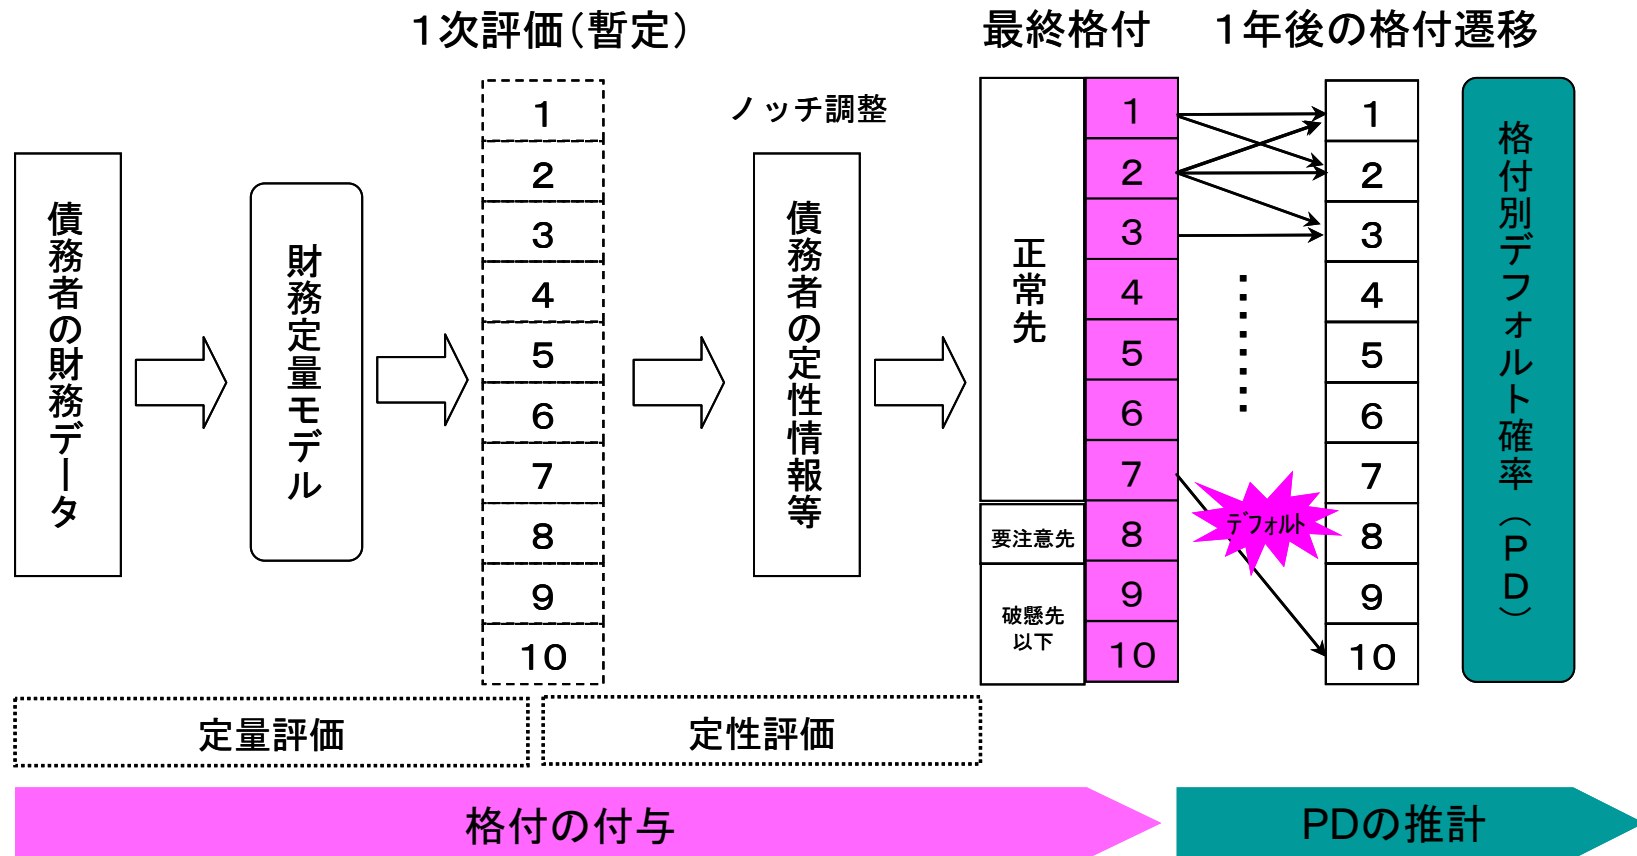 1次評価(暫定)
最終格付
1年後の格付遷移
債務者の財務データ
財務定量モデル
1
2
3
4
5
6
7
8
9
10
ノッチ調整
債務者の定性情報等
正常先
要注意先
破懸先
以下
1
2
3
4
5
6
7
8
9
10
デフォルト
1
2
3
4
5
6
7
8
9
10
格付別デフォルト確率(PD)
定量評価
定性評価
格付の付与
PDの推計